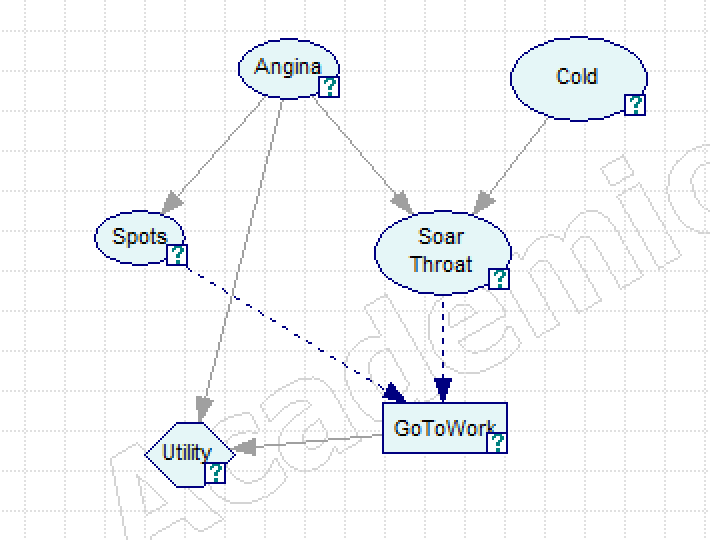 Angina
?
Cold
?
Spots
?
Soar
Throat
?
GoToWork
?
Utility
?
Academic